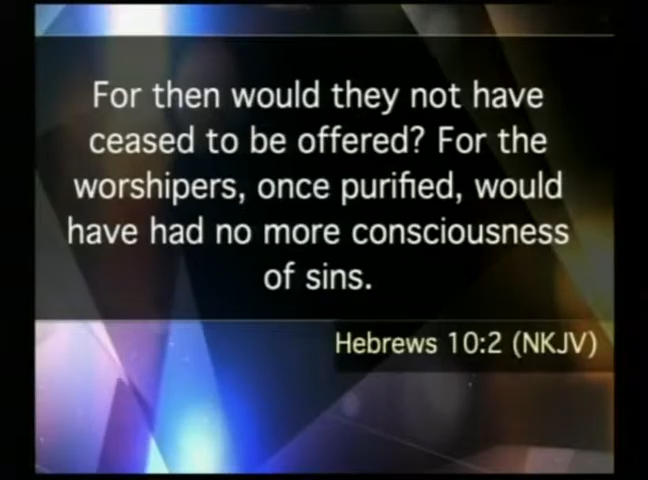 For then would they not have
ceased to be offered? For the
worshipers, once purified, would
have had no more consciousness
of sins.
Hebrews 10:2 (NKJV)